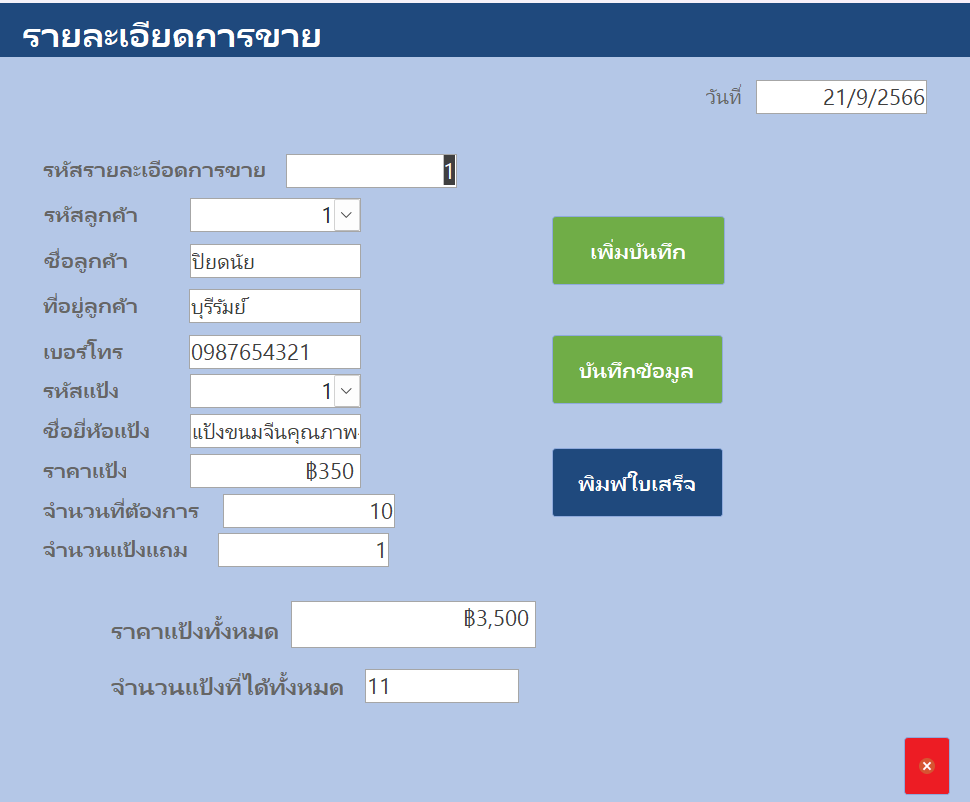 รายละเอียดการขาย
วันที่ 21/9/2566
รหัสรายละเอีอดการขาย 1
รหัสลูกค้า 1
ชื่อลูกค้า ปิยดนัย
เพิ่มบันทึก
ที่อยู่ลูกค้า บุรีรัมย์
เบอร์โทร 0987654321
บันทึกข้อมูล
รหัสแป้ง 1
ชื่อยี่ห้อแป้ง แป้งขนมจีนคุณภาพ
ราคาแป้ง ฿350
พิมพ์ใบเสร็จ
จำนวนที่ต้องการ 10
จำนวนแป้งแถม 1
ราคาแป้งทั้งหมด ฿3,500
จำนวนแป้งที่ได้ทั้งหมด 11